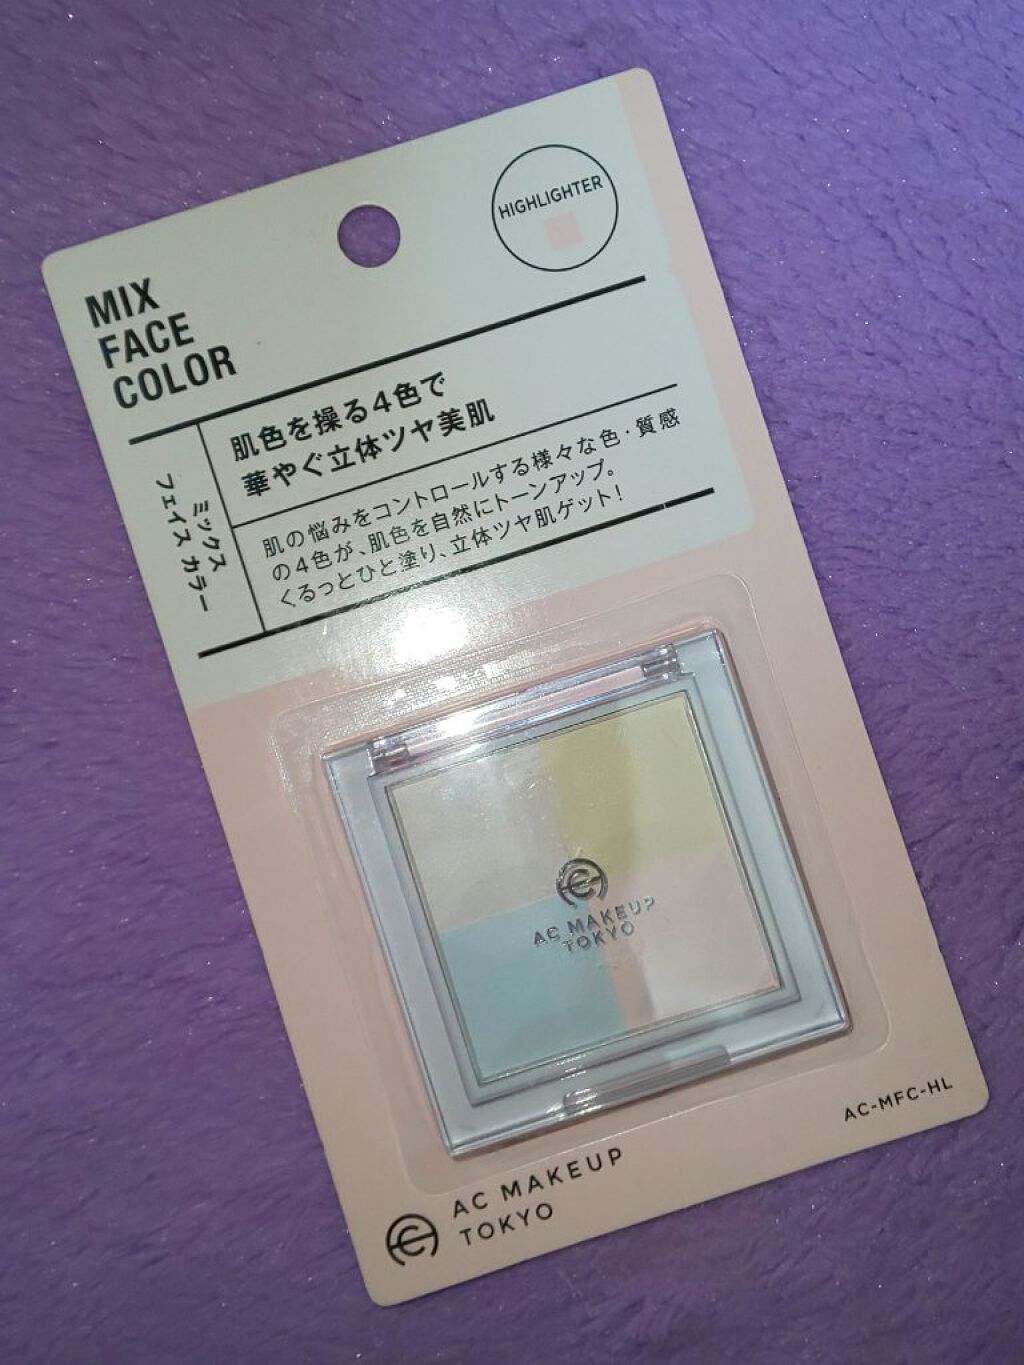 HIGHLIGHTER
MIX
FACE
COLOR
ミックス
フェイス カラー
肌色を操る4色で
華やぐ立体ツヤ美肌
肌の悩みをコントロールする様々な色・質感
の4色が、肌色を自然にトーンアップ。
くるっとひと塗り、立体ツヤ肌ゲット!
AC MAKEUP
TOKYO
AC-MFC-HL
AC MAKEUP
TOKYO